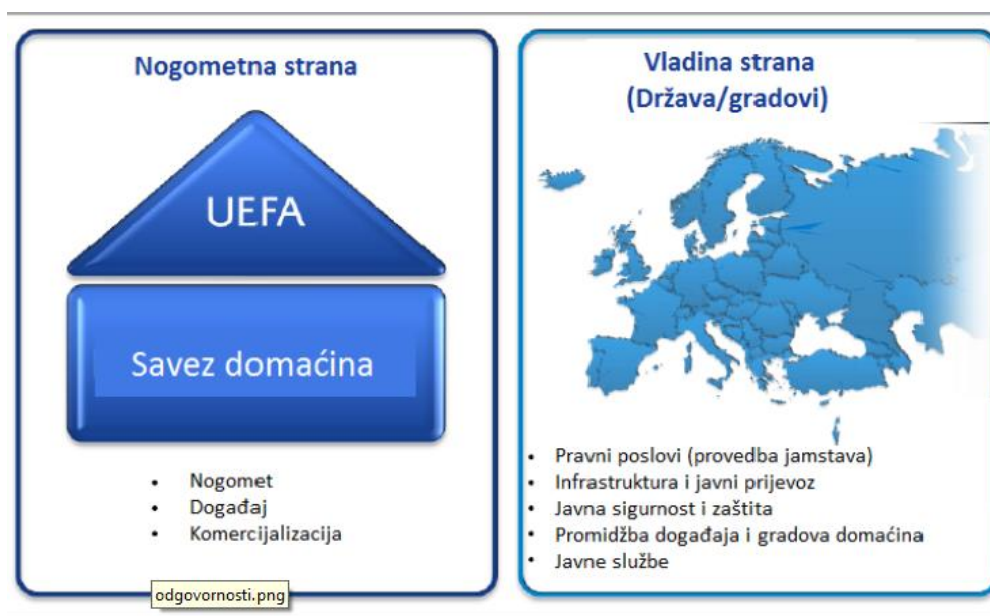 Nogometna strana
UEFA
Savez domaćina
• Nogomet
• Događaj
• Komercijalizacija
odgovornosti.png
Vladina strana
(Država/gradovi)
• Pravni poslovi (provedba jamstava)
• Infrastruktura i javni prijevoz
• Javna sigurnost i zaštita
• Promidžba događaja i gradova domaćina
• Javne službe